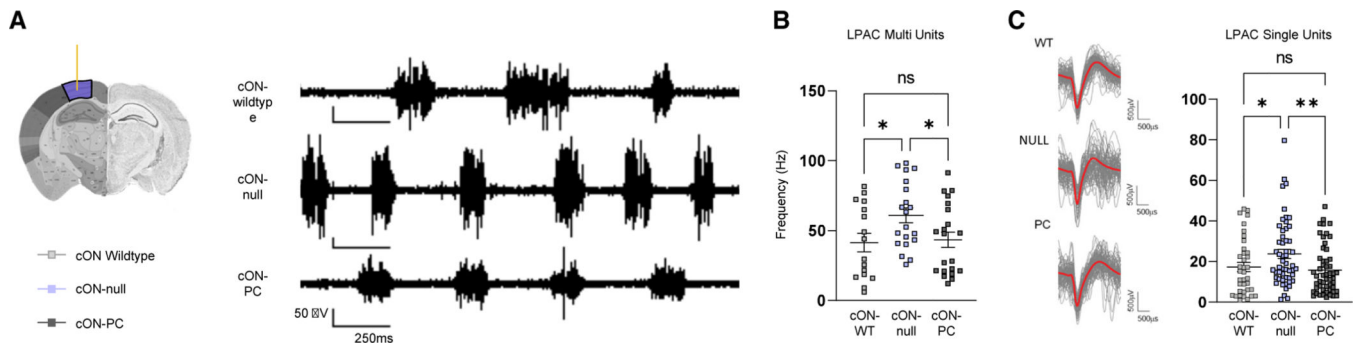 A
cON-
wildtyp
e
cON-
null
cON-
PC
cON Wildtype
cON-null
cON-PC
50 V
250ms
B
LPAC Multi Units
ns
* *
150
100
50
0
Frequency (Hz)
cON-
WT
cON-
null
cON-
PC
C
WT
500µV
500µs
NULL
500µV
500µs
PC
500µV
500µs
LPAC Single Units
ns
* **
100
80
60
40
20
0
cON-
WT
cON-
null
cON-
PC